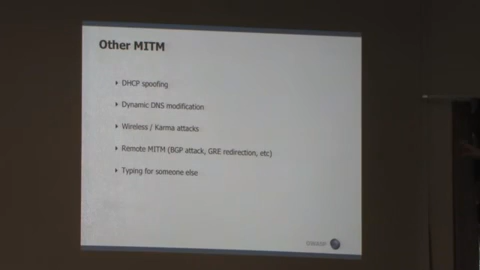 Other MITM
DHCP spoofing
Dynamic DNS modification
Wireless / Karma attacks
Remote MITM (BGP attack, GRE redirection, etc)
Typing for someone else